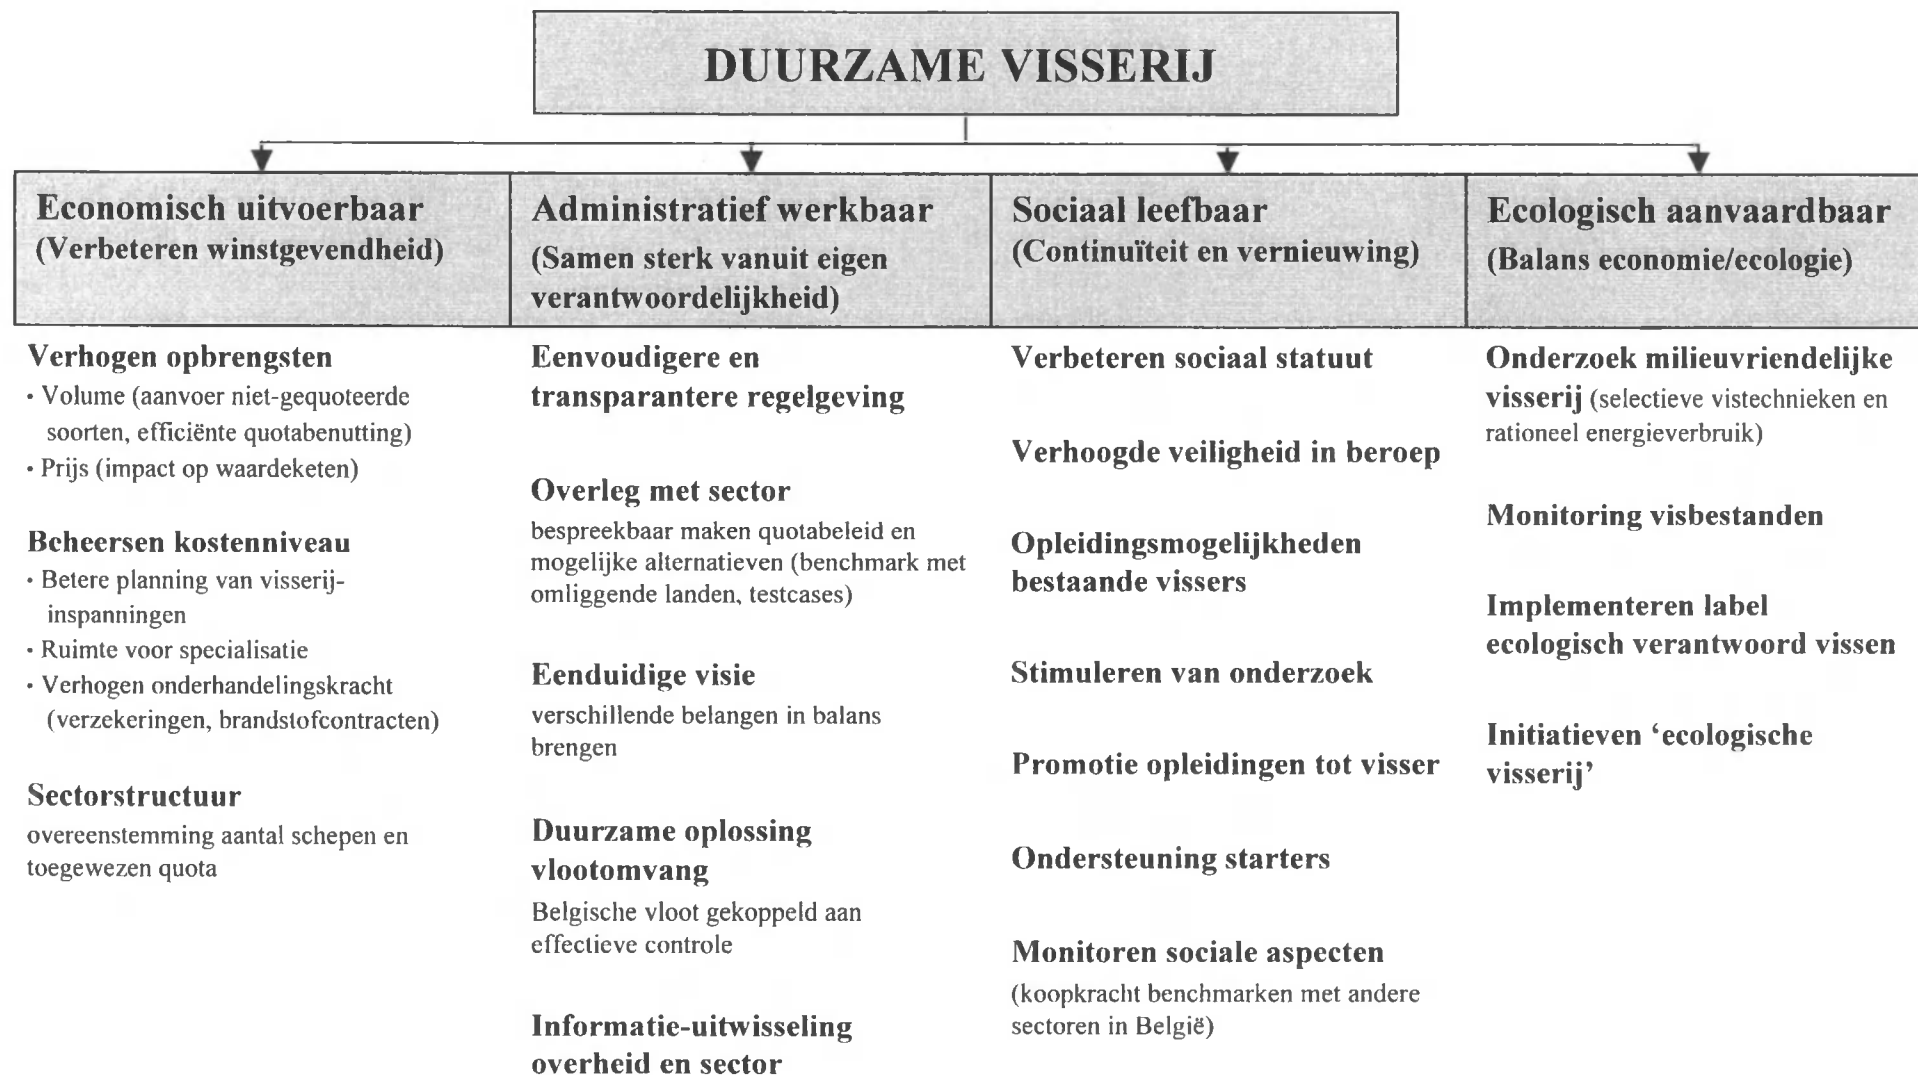 DUURZAME VISSERIJ
Economisch uitvoerbaar
(Verbeteren winstgevendheid)
Verhogen opbrengsten
• Volume (aanvoer niet-gequoteerde
soorten, efficiënte quotabenutting)
• Prijs (impact op waardeketen)
Beheersen kostenniveau
• Betere planning van visserij-
inspanningen
• Ruimte voor specialisatie
• Verhogen onderhandelingskracht
(verzekeringen, brandstofcontracten)
Sectorstructuur
overeenstemming aantal schepen en
toegewezen quota
Administratief werkbaar
(Samen sterk vanuit eigen
verantwoordelijkheid)
Eenvoudigere en
transparantere regelgeving
Overleg met sector
bespreekbaar maken quotabeleid en
mogelijke alternatieven (benchmark met
omliggende landen, testcases)
Eenduidige visie
verschillende belangen in balans
brengen
Duurzame oplossing
vlootomvang
Belgische vloot gekoppeld aan
effectieve controle
Informatie-uitwisseling
overheid en sector
Sociaal leefbaar
(Continuïteit en vernieuwing)
Verbeteren sociaal statuut
Verhoogde veiligheid in beroep
Opleidingsmogelijkheden
bestaande vissers
Stimuleren van onderzoek
Promotie opleidingen tot visser
Ondersteuning starters
Monitoren sociale aspecten
(koopkracht benchmarken met andere
sectoren in België)
Ecologisch aanvaardbaar
(Balans economie/ecologie)
Onderzoek milieuvriendelijke
visserij (selectieve vistechnieken en
rationeel energieverbruik)
Monitoring visbestanden
Implementeren label
ecologisch verantwoord vissen
Initiatieven ‘ecologische
visserij’